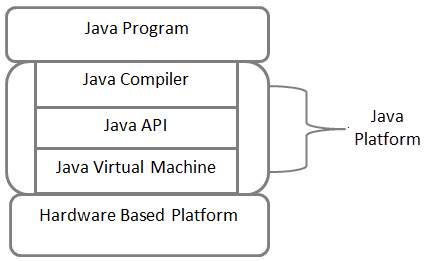 Java Program
Java Compiler
Java API
Java Virtual Machine
Hardware Based Platform
Java
Platform